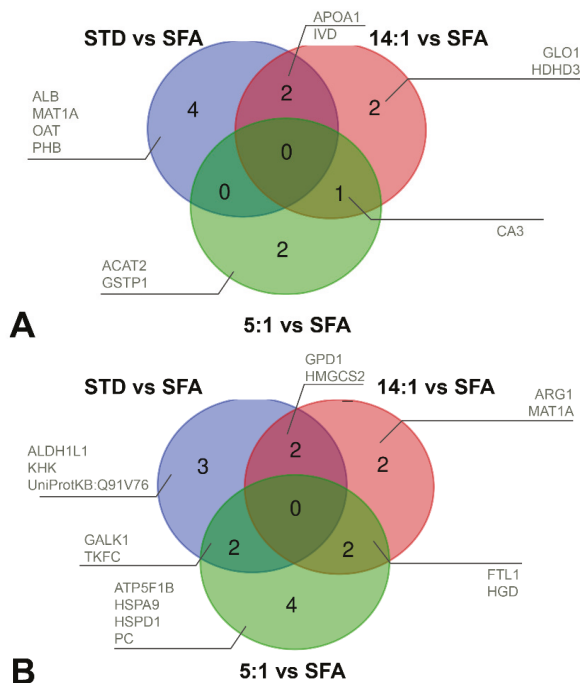 APOA1
IVD
STD vs SFA
14:1 vs SFA
GLO1
HDHD3
ALB
MAT1A
OAT
PHB
4
2
2
0
0
1
CA3
2
ACAT2
GSTP1
A
5:1 vs SFA
GPD1
HMGCS2
STD vs SFA
14:1 vs SFA
ARG1
MAT1A
ALDH1L1
KHK
UniProtKB:Q91V76
3
2
2
0
GALK1
TKFC
2
2
FTL1
HGD
ATP5F1B
HSPA9
HSPD1
PC
4
B
5:1 vs SFA